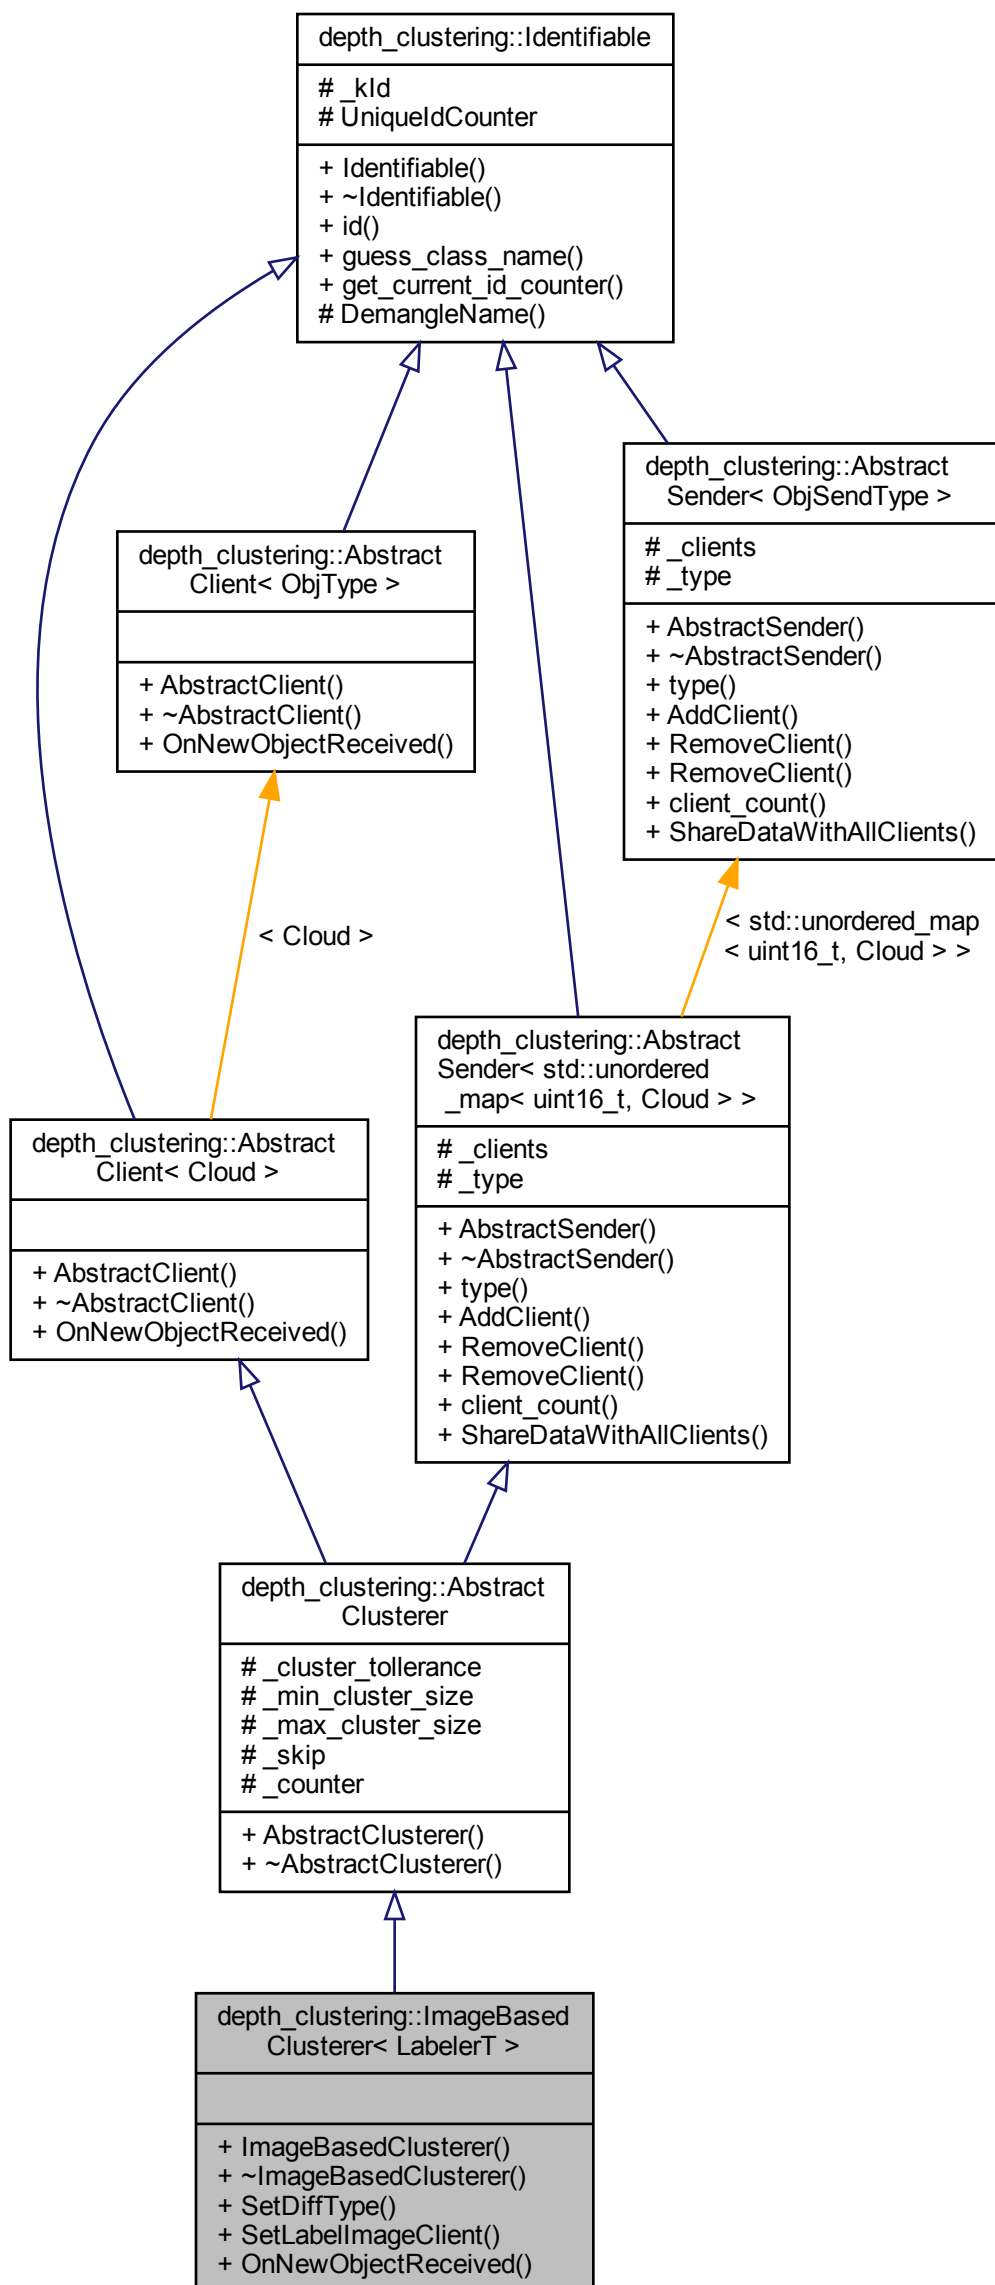 depth_clustering::Identifiable
# _kId
# UniqueIdCounter
+ Identifiable()
+ ~Identifiable()
+ id()
+ guess_class_name()
+ get_current_id_counter()
# DemangleName()
depth_clustering::Abstract
Sender< ObjSendType >
# _clients
# _type
+ AbstractSender()
+ ~AbstractSender()
+ type()
+ AddClient()
+ RemoveClient()
+ RemoveClient()
+ client_count()
+ ShareDataWithAllClients()
depth_clustering::Abstract
Client< ObjType >
+ AbstractClient()
+ ~AbstractClient()
+ OnNewObjectReceived()
< Cloud >
< std::unordered_map
< uint16_t, Cloud > >
depth_clustering::Abstract
Sender< std::unordered
_map< uint16_t, Cloud > >
# _clients
# _type
+ AbstractSender()
+ ~AbstractSender()
+ type()
+ AddClient()
+ RemoveClient()
+ RemoveClient()
+ client_count()
+ ShareDataWithAllClients()
depth_clustering::Abstract
Client< Cloud >
+ AbstractClient()
+ ~AbstractClient()
+ OnNewObjectReceived()
depth_clustering::Abstract
Clusterer
# _cluster_tollerance
# _min_cluster_size
# _max_cluster_size
# _skip
# _counter
+ AbstractClusterer()
+ ~AbstractClusterer()
depth_clustering::ImageBased
Clusterer< LabelerT >
+ ImageBasedClusterer()
+ ~ImageBasedClusterer()
+ SetDiffType()
+ SetLabelImageClient()
+ OnNewObjectReceived()